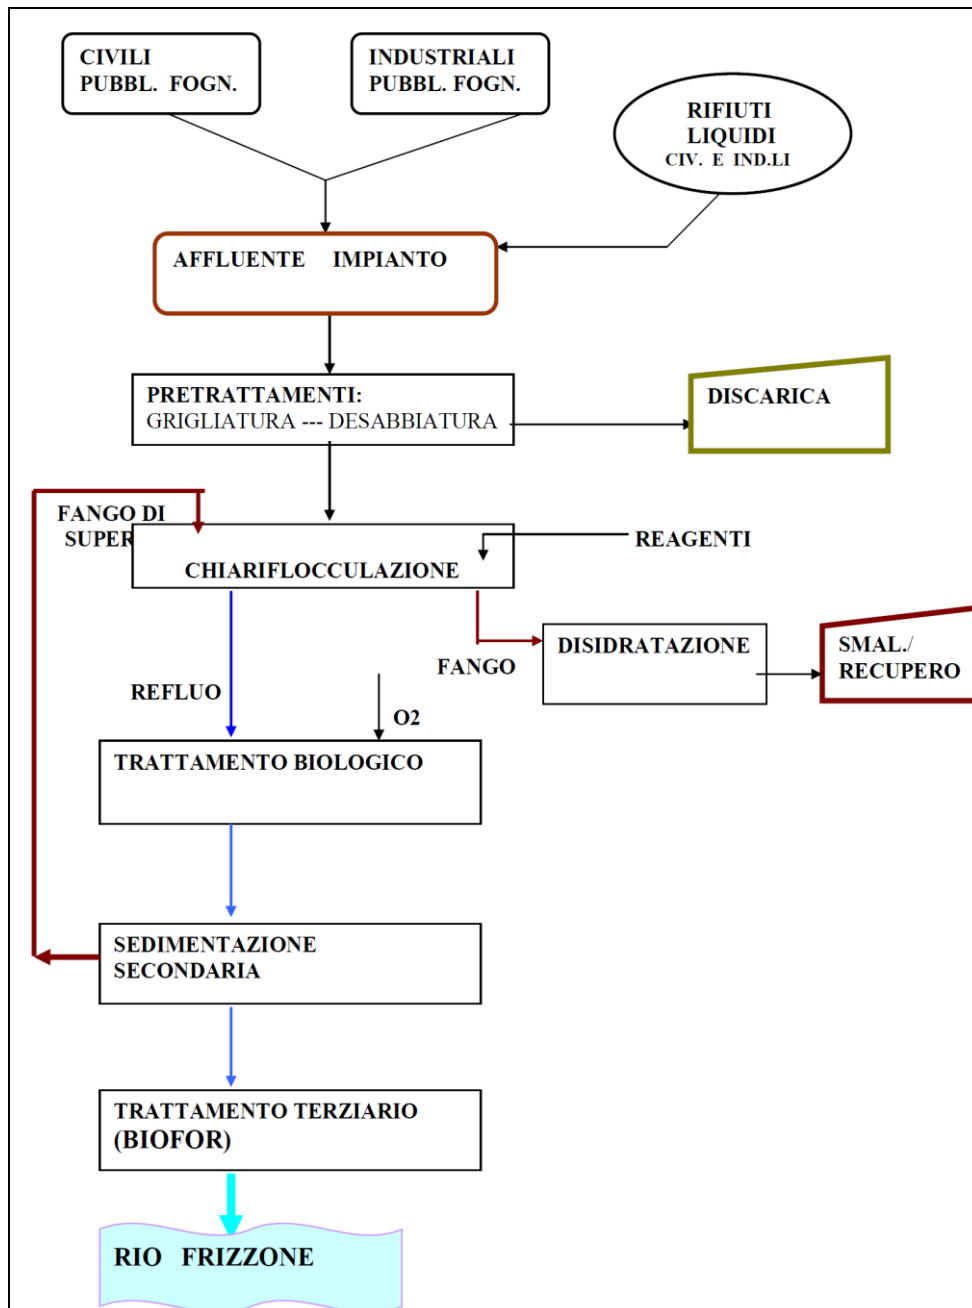 CIVILI
PUBBL. FOGN.
INDUSTRIALI
PUBBL. FOGN.
RIFIUTI
LIQUIDI
CIV. E IND.LI
AFFLUENTE IMPIANTO
PRETRATTAMENTI:
GRIGLIATURA --- DESABBIATURA
DISCARICA
FANGO DI
SUPER
REAGENTI
CHIARIFLOCCULAZIONE
DISIDRATAZIONE
SMAL./
RECUPERO
FANGO
REFLUO
O2
TRATTAMENTO BIOLOGICO
SEDIMENTAZIONE
SECONDARIA
TRATTAMENTO TERZIARIO
(BIOFOR)
RIO FRIZZONE